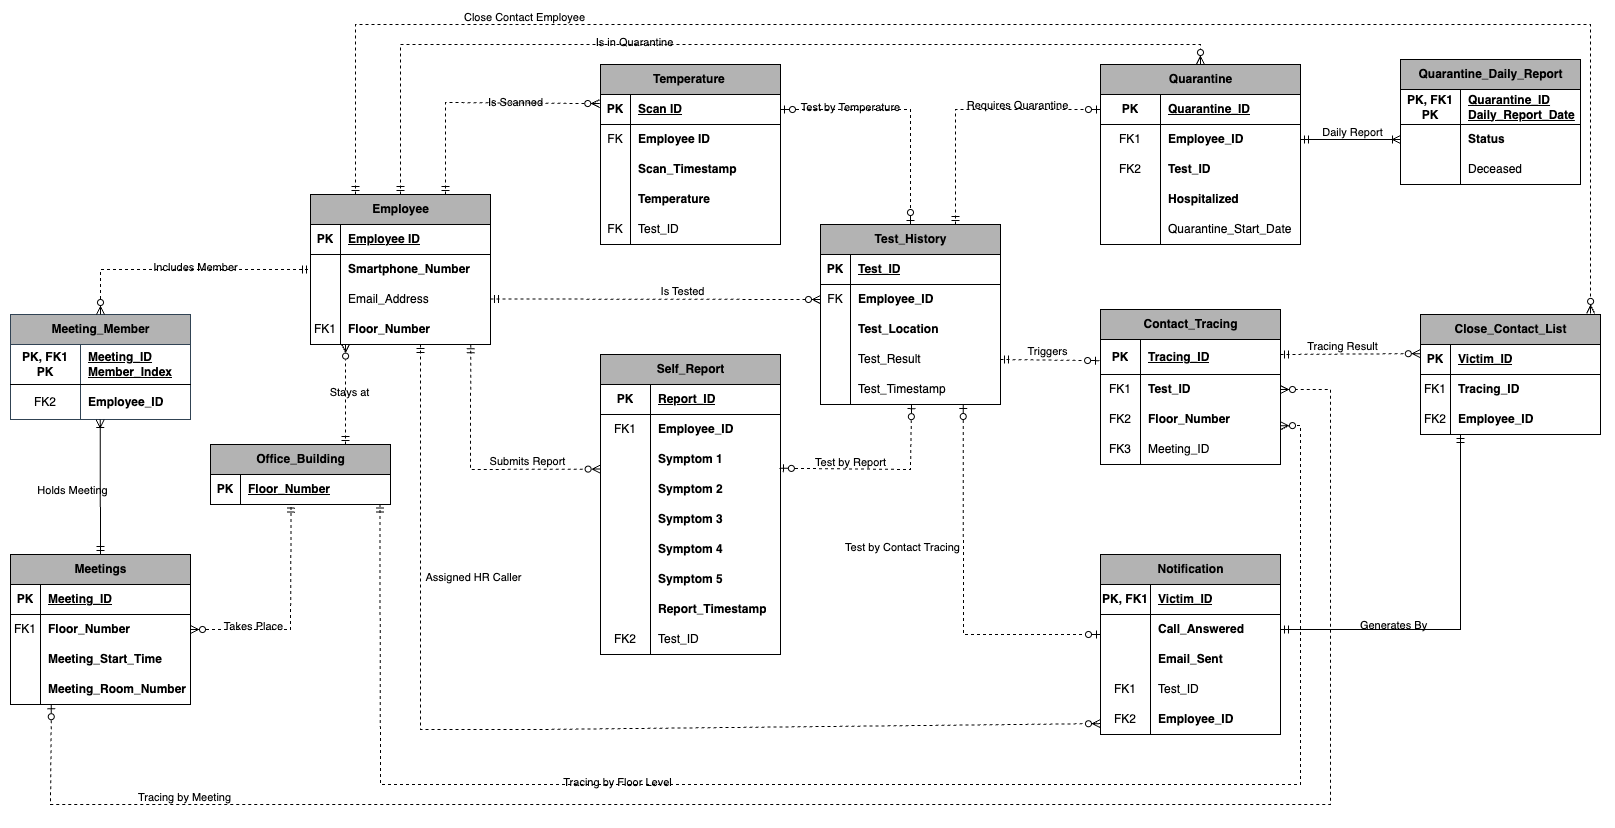 Close Contact Employee
Is in Quarantine
Temperature
PK Scan ID
FK Employee ID
Scan_Timestamp
Temperature
FK Test_ID
Is Scanned
Test by Temperature
Requires Quarantine
Quarantine
PK Quarantine_ID
FK1 Employee_ID
FK2 Test_ID
Hospitalized
Quarantine_Start_Date
Daily Report
Quarantine_Daily_Report
PK, FK1 Quarantine_ID
PK Daily_Report_Date
Status
Deceased
Employee
PK Employee ID
Smartphone_Number
Email_Address
FK1 Floor_Number
Includes Member
Is Tested
Test_History
PK Test_ID
FK Employee_ID
Test_Location
Test_Result
Test_Timestamp
Triggers
Contact_Tracing
PK Tracing_ID
FK1 Test_ID
FK2 Floor_Number
FK3 Meeting_ID
Tracing Result
Close_Contact_List
PK Victim_ID
FK1 Tracing_ID
FK2 Employee_ID
Meeting_Member
PK, FK1 Meeting_ID
PK Member_Index
FK2 Employee_ID
Stays at
Office_Building
PK Floor_Number
Submits Report
Self_Report
PK Report_ID
FK1 Employee_ID
Symptom 1
Symptom 2
Symptom 3
Symptom 4
Symptom 5
Report_Timestamp
FK2 Test_ID
Test by Report
Holds Meeting
Test by Contact Tracing
Assigned HR Caller
Meetings
PK Meeting_ID
FK1 Floor_Number
Meeting_Start_Time
Meeting_Room_Number
Takes Place
Notification
PK, FK1 Victim_ID
Call_Answered
Email_Sent
FK1 Test_ID
FK2 Employee_ID
Generates By
Tracing by Floor Level
Tracing by Meeting